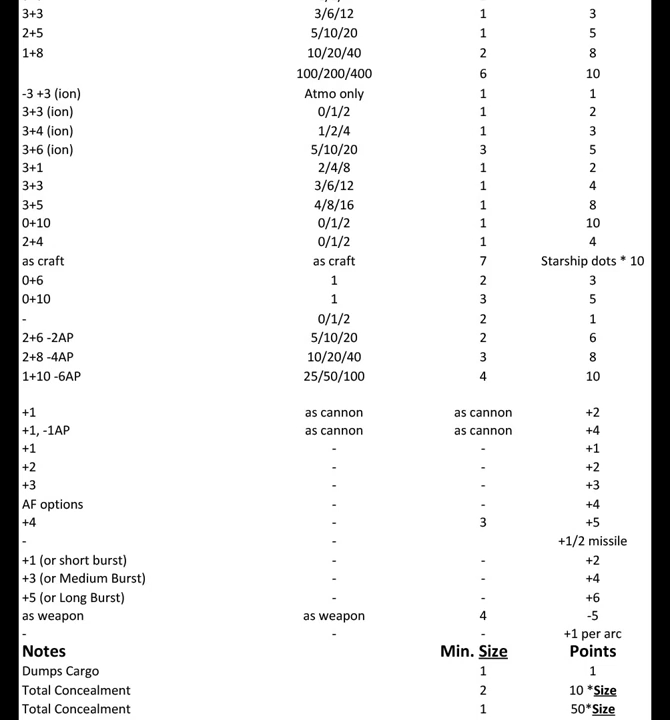 3+3 3/6/12 1 3
2+5 5/10/20 1 5
1+8 10/20/40 2 8
100/200/400 6 10
-3 +3 (ion) Atmo only 1 1
3+3 (ion) 0/1/2 1 2
3+4 (ion) 1/2/4 1 3
3+6 (ion) 5/10/20 3 5
3+1 2/4/8 1 2
3+3 3/6/12 1 4
3+5 4/8/16 1 8
0+10 0/1/2 1 10
2+4 0/1/2 1 4
as craft as craft 7 Starship dots * 10
0+6 1 2 3
0+10 1 3 5
- 0/1/2 2 1
2+6 -2AP 5/10/20 2 6
2+8 -4AP 10/20/40 3 8
1+10 -6AP 25/50/100 4 10
+1 as cannon as cannon +2
+1, -1AP as cannon as cannon +4
+1 - - +1
+2 - - +2
+3 - - +3
AF options - - +4
+4 - 3 +5
- - +1/2 missile
+1 (or short burst) - - +2
+3 (or Medium Burst) - - +4
+5 (or Long Burst) - - +6
as weapon as weapon 4 -5
- - - +1 per arc
Notes Min. Size Points
Dumps Cargo 1 1
Total Concealment 2 10 *Size
Total Concealment 1 50*Size